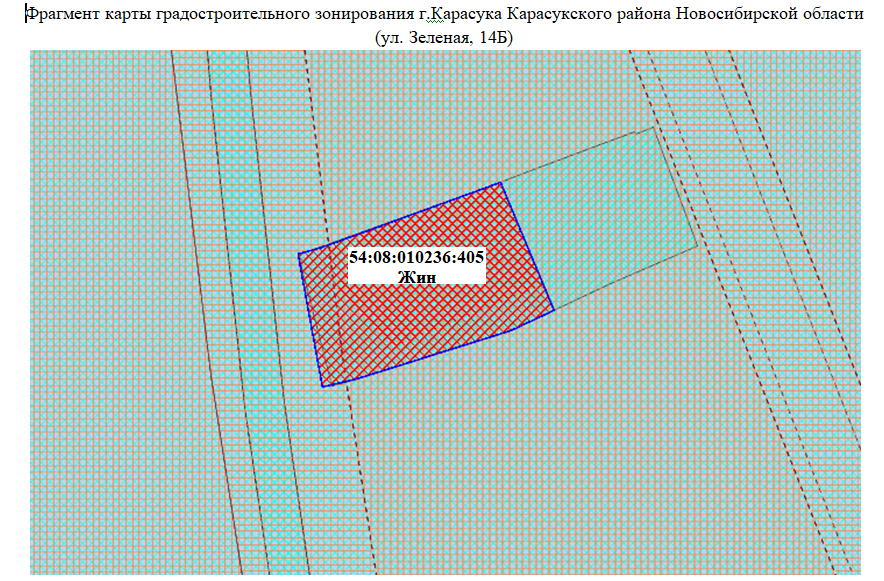 Фрагмент карты градостроительного зонирования г.Карасука Карасукского района Новосибирской области
(ул. Зеленая, 14Б)
54:08:010236:405
Жин